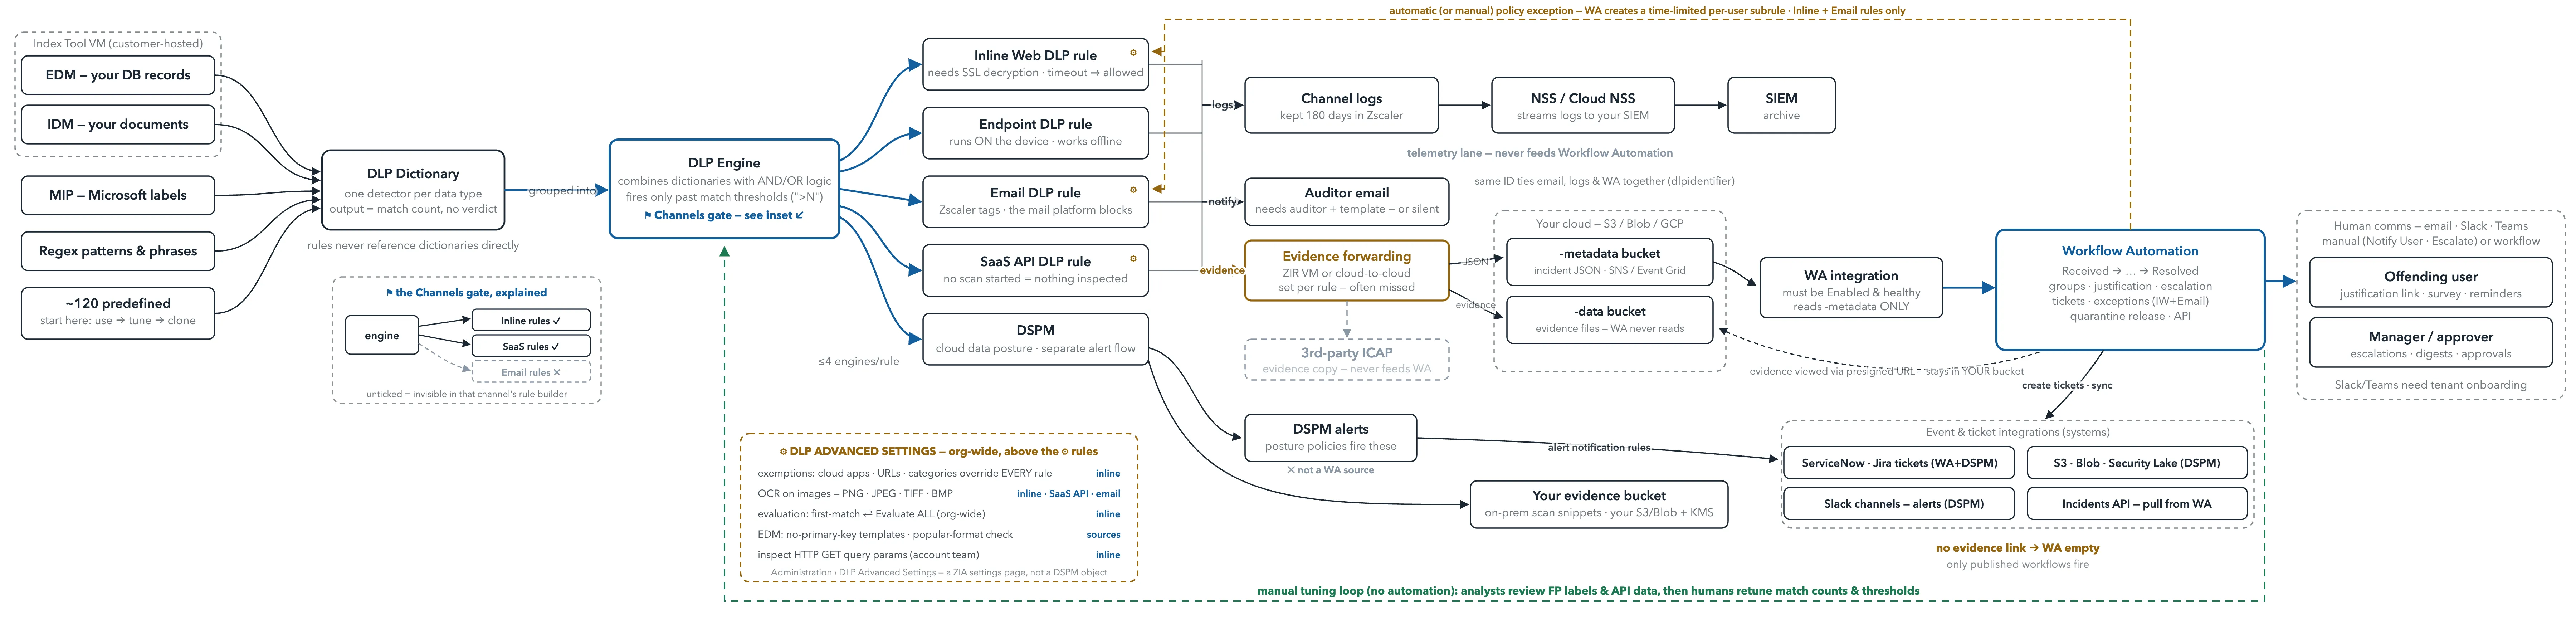 automatic (or manual) policy exception — WA creates a time-limited per-user subrule · Inline + Email rules only
Index Tool VM (customer-hosted)
EDM — your DB records
IDM — your documents
MIP — Microsoft labels
Regex patterns & phrases
~120 predefined
start here: use → tune → clone
DLP Dictionary
one detector per data type
output = match count, no verdict
rules never reference dictionaries directly
grouped into
⚑ the Channels gate, explained
engine
Inline rules ✓
SaaS rules ✓
Email rules ✕
unticked = invisible in that channel's rule builder
DLP Engine
combines dictionaries with AND/OR logic
fires only past match thresholds (">N")
⚑ Channels gate — see inset ↙
≤4 engines/rule
Inline Web DLP rule ⚙
needs SSL decryption · timeout ⇒ allowed
Endpoint DLP rule
runs ON the device · works offline
Email DLP rule ⚙
Zscaler tags · the mail platform blocks
SaaS API DLP rule ⚙
no scan started = nothing inspected
DSPM
cloud data posture · separate alert flow
⚙ DLP ADVANCED SETTINGS — org-wide, above the ⚙ rules
exemptions: cloud apps · URLs · categories override EVERY rule inline
OCR on images — PNG · JPEG · TIFF · BMP inline · SaaS API · email
evaluation: first-match ⇄ Evaluate ALL (org-wide) inline
EDM: no-primary-key templates · popular-format check sources
inspect HTTP GET query params (account team) inline
Administration › DLP Advanced Settings — a ZIA settings page, not a DSPM object
logs
notify
evidence
Channel logs
kept 180 days in Zscaler
NSS / Cloud NSS
streams logs to your SIEM
SIEM
archive
telemetry lane — never feeds Workflow Automation
Auditor email
needs auditor + template — or silent
same ID ties email, logs & WA together (dlpidentifier)
Evidence forwarding
ZIR VM or cloud-to-cloud
set per rule — often missed
JSON
evidence
3rd-party ICAP
evidence copy — never feeds WA
Your cloud — S3 / Blob / GCP
-metadata bucket
incident JSON · SNS / Event Grid
-data bucket
evidence files — WA never reads
WA integration
must be Enabled & healthy
reads -metadata ONLY
evidence viewed via presigned URL — stays in YOUR bucket
Workflow Automation
Received → … → Resolved
groups · justification · escalation
tickets · exceptions (IW+Email)
quarantine release · API
create tickets · sync
Human comms — email · Slack · Teams
manual (Notify User · Escalate) or workflow
Offending user
justification link · survey · reminders
Manager / approver
escalations · digests · approvals
Slack/Teams need tenant onboarding
DSPM alerts
posture policies fire these
✕ not a WA source
alert notification rules
Your evidence bucket
on-prem scan snippets · your S3/Blob + KMS
Event & ticket integrations (systems)
ServiceNow · Jira tickets (WA+DSPM)
S3 · Blob · Security Lake (DSPM)
Slack channels — alerts (DSPM)
Incidents API — pull from WA
no evidence link → WA empty
only published workflows fire
manual tuning loop (no automation): analysts review FP labels & API data, then humans retune match counts & thresholds